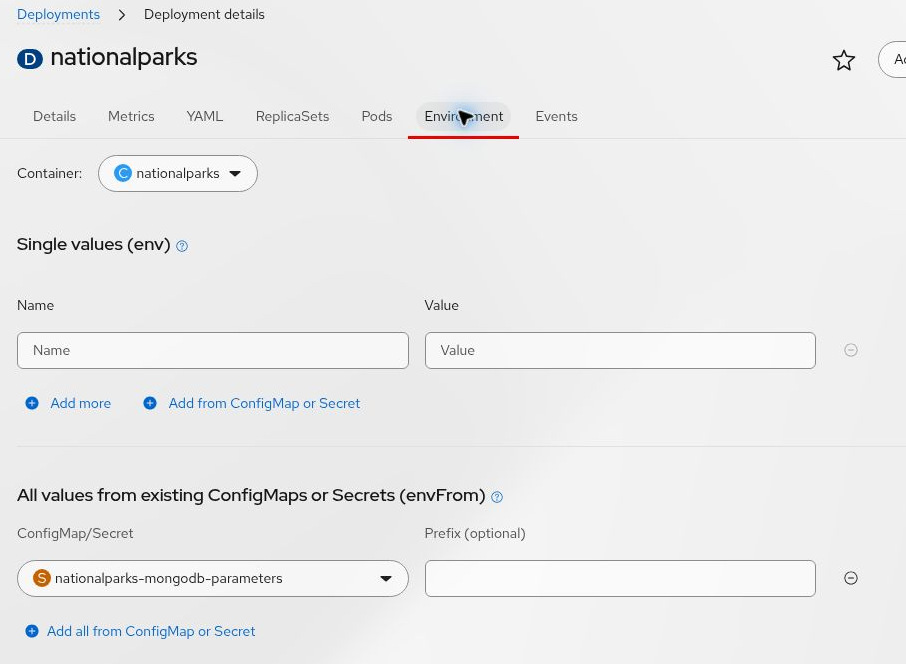 Deployments > Deployment details
D nationalparks
Details Metrics YAML ReplicaSets Pods Environment Events
Container: C nationalparks
Single values (env)
Name Value
Name Value
Add more Add from ConfigMap or Secret
All values from existing ConfigMaps or Secrets (envFrom)
ConfigMap/Secret Prefix (optional)
S nationalparks-mongodb-parameters
Add all from ConfigMap or Secret